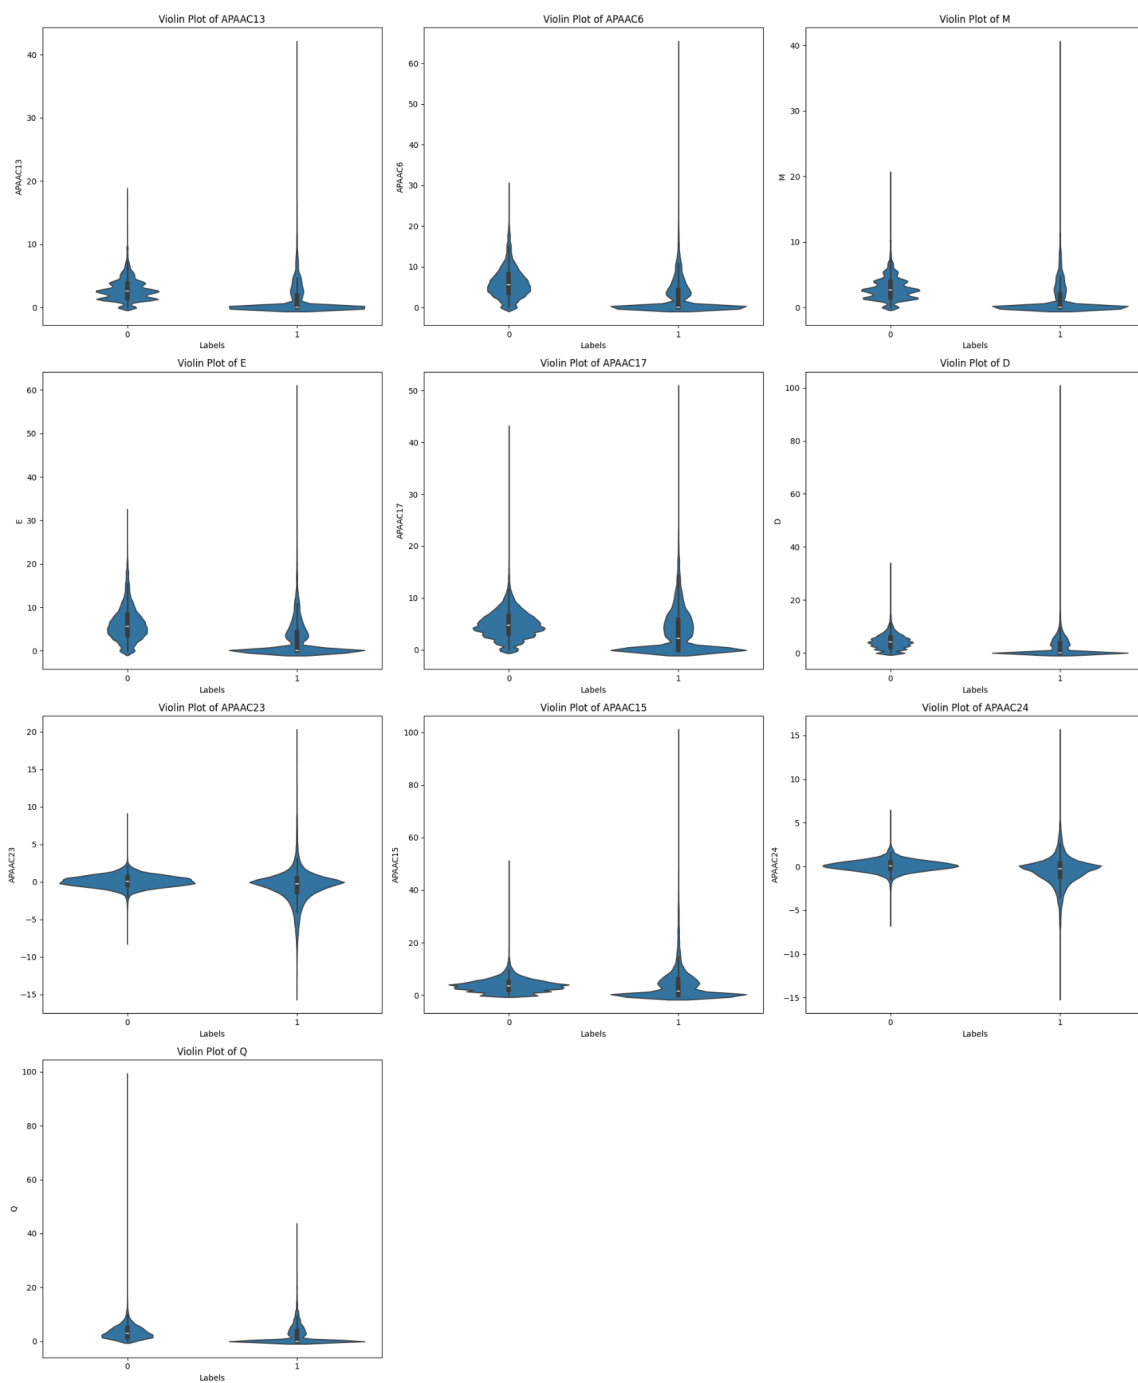 Violin Plot of APAAC13
40
30
20
10
0
APAAC13
0
1
Labels
Violin Plot of APAAC6
60
50
40
30
20
10
0
APAAC6
0
1
Labels
Violin Plot of M
40
30
20
10
0
M
0
1
Labels
Violin Plot of E
60
50
40
30
20
10
0
E
0
1
Labels
Violin Plot of APAAC17
50
40
30
20
10
0
APAAC17
0
1
Labels
Violin Plot of D
100
80
60
40
20
0
D
0
1
Labels
Violin Plot of APAAC23
20
15
10
5
0
−5
−10
−15
APAAC23
0
1
Labels
Violin Plot of APAAC15
100
80
60
40
20
0
APAAC15
0
1
Labels
Violin Plot of APAAC24
15
10
5
0
−5
−10
−15
APAAC24
0
1
Labels
Violin Plot of Q
100
80
60
40
20
0
Q
0
1
Labels